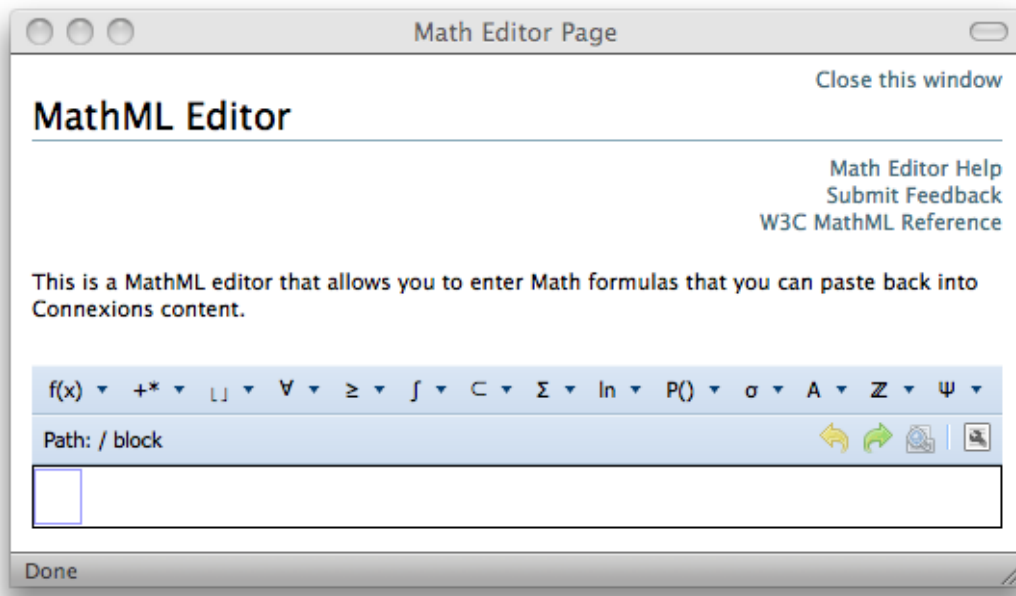 Math Editor Page
Close this window
MathML Editor
Math Editor Help
Submit Feedback
W3C MathML Reference
This is a MathML editor that allows you to enter Math formulas that you can paste back into
Connexions content.
f(x) +* ⌊⌋ ∀ ≥ ∫ ⊂ Σ ln P() σ A ℤ Ψ
Path: / block
Done